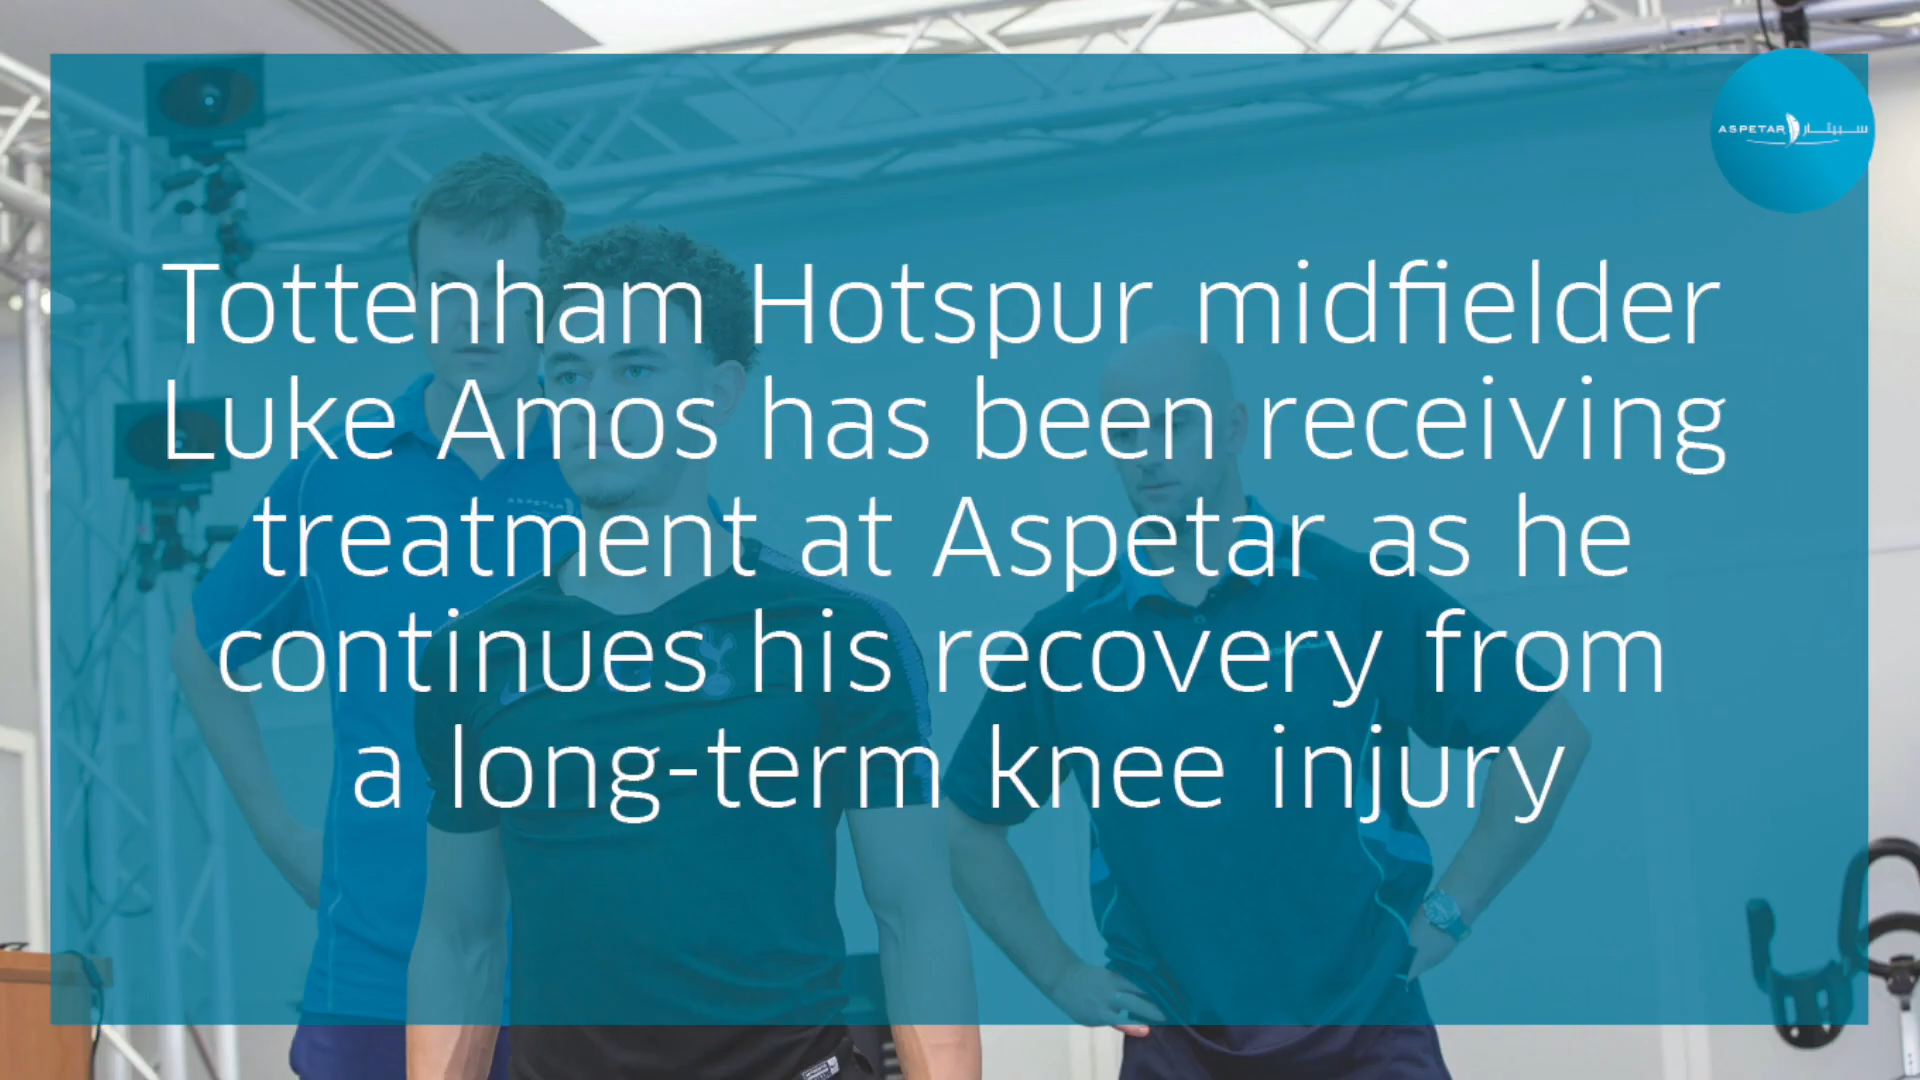 ASPETAR سبيتار
Tottenham Hotspur midfielder
Luke Amos has been receiving
treatment at Aspetar as he
continues his recovery from
a long-term knee injury
ASPETAR